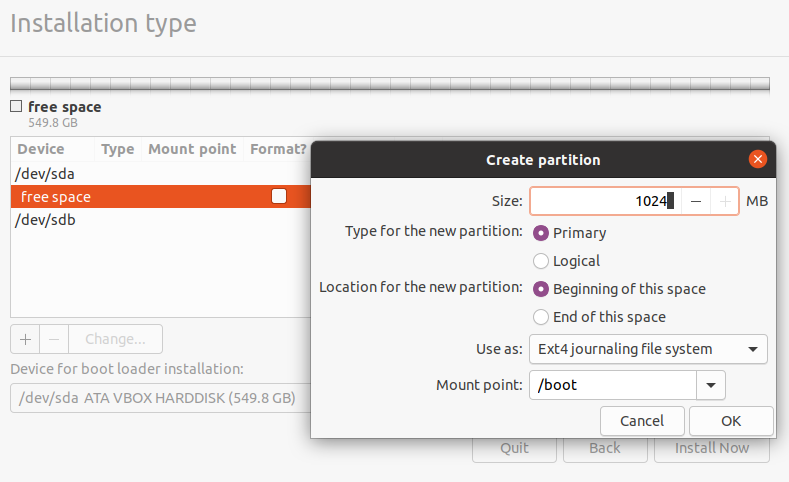 Installation type
free space
549.8 GB
Device Type Mount point Format?
/dev/sda
free space
/dev/sdb
+ − Change...
Device for boot loader installation:
/dev/sda ATA VBOX HARDDISK (549.8 GB)
Quit Back Install Now
Create partition
Size: 1024 − + MB
Type for the new partition: Primary
Logical
Location for the new partition: Beginning of this space
End of this space
Use as: Ext4 journaling file system
Mount point: /boot
Cancel OK